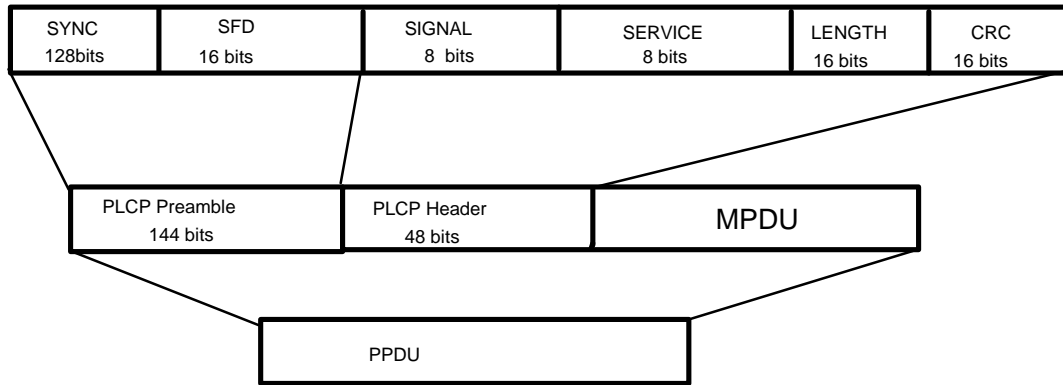 SYNC
128bits
SFD
16 bits
SIGNAL
8 bits
SERVICE
8 bits
LENGTH
16 bits
CRC
16 bits
PLCP Preamble
144 bits
PLCP Header
48 bits
MPDU
PPDU